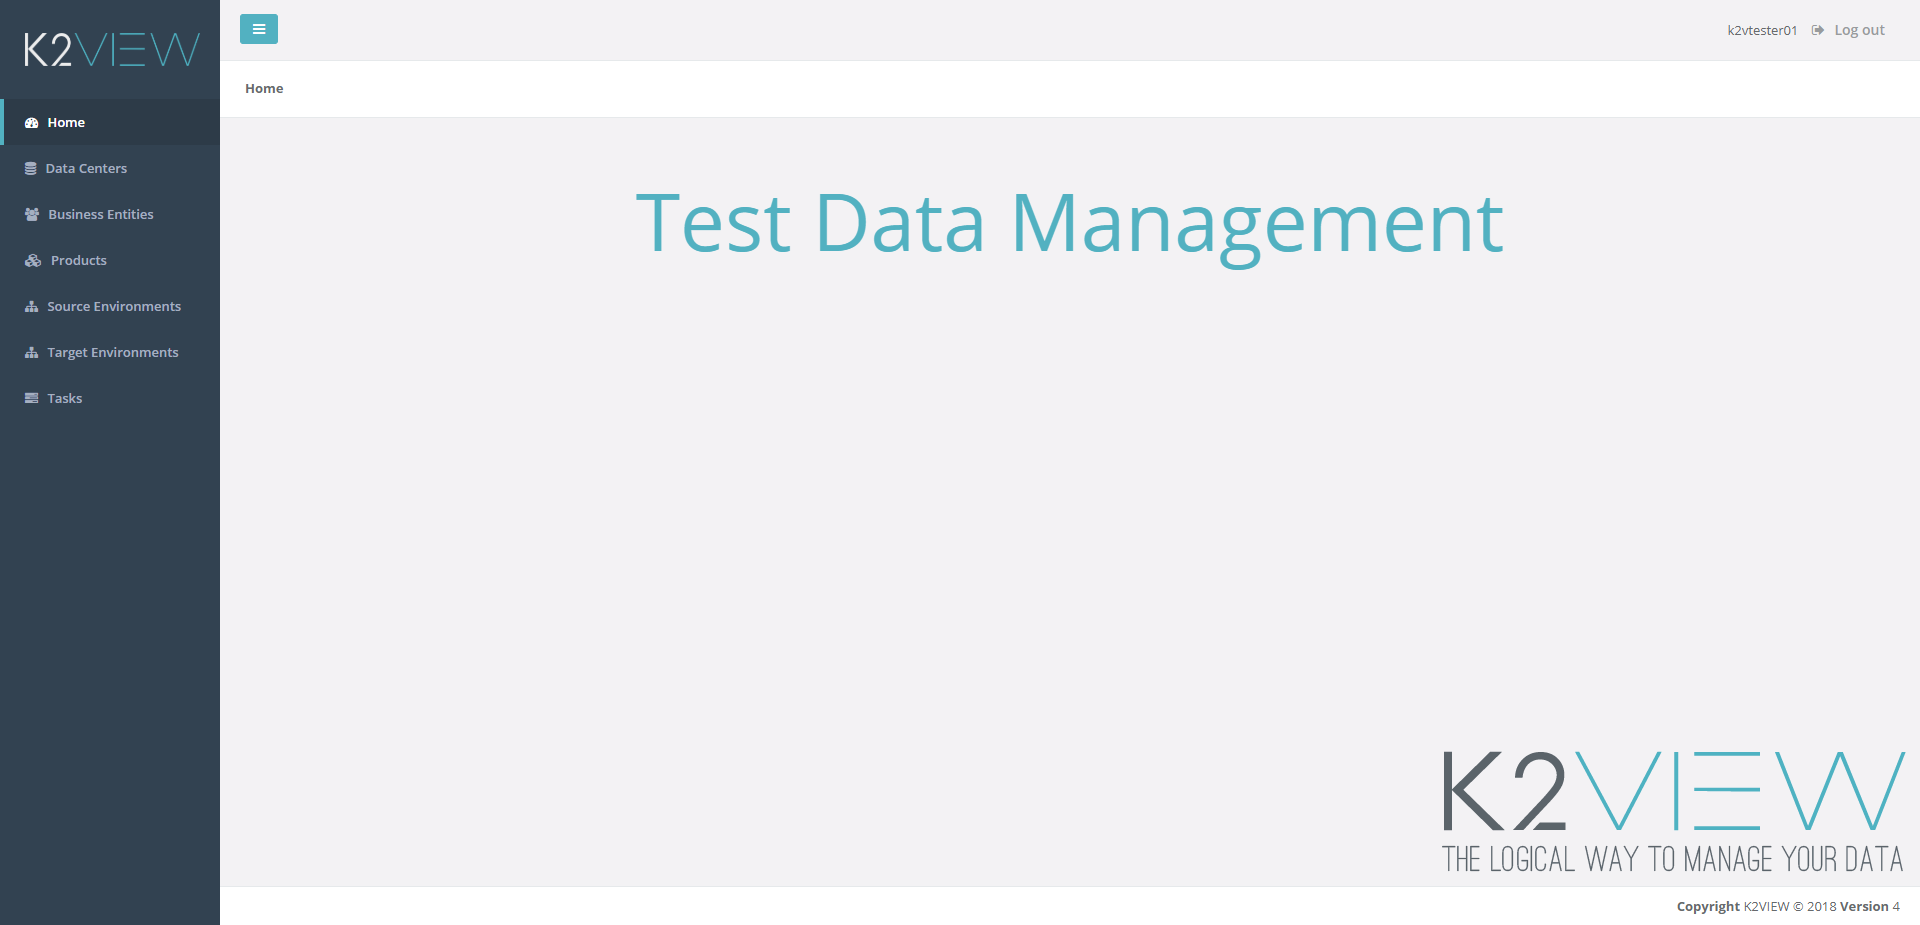 K2VIEW
k2vtester01 Log out
Home
Home
Data Centers
Business Entities
Products
Source Environments
Target Environments
Tasks
Test Data Management
K2VIEW
THE LOGICAL WAY TO MANAGE YOUR DATA
Copyright K2VIEW © 2018 Version 4